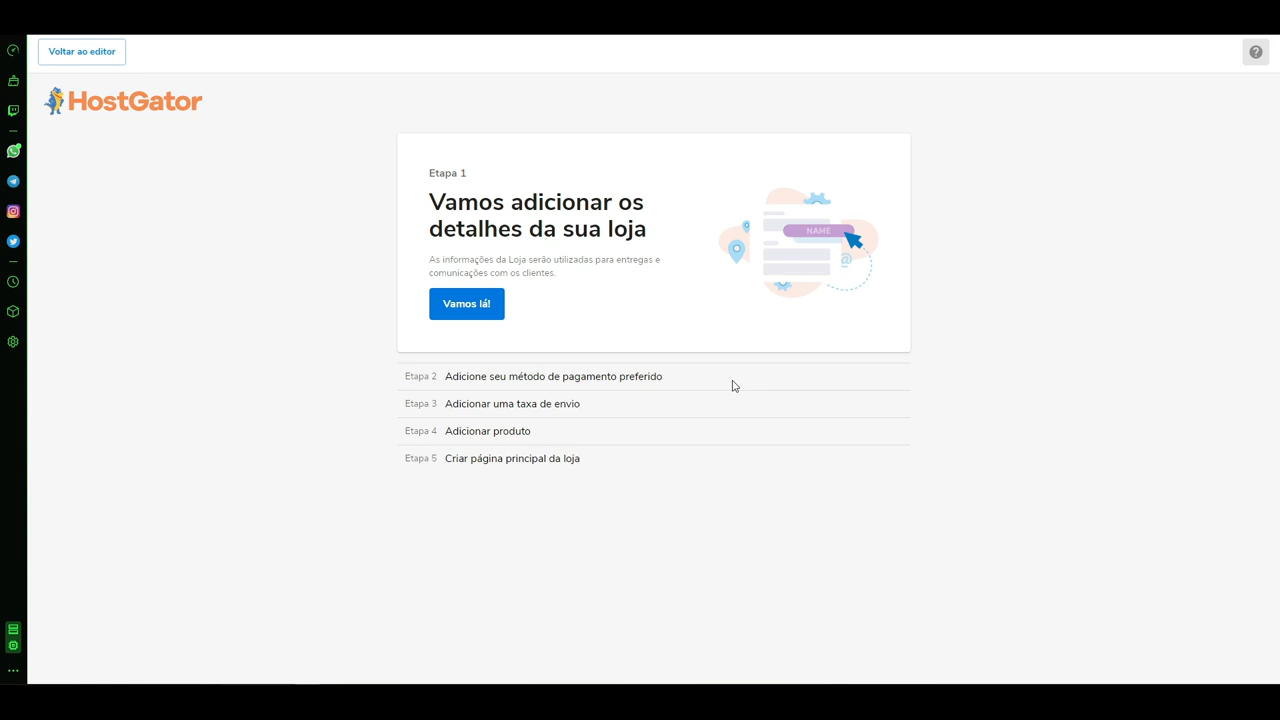 Voltar ao editor
HostGator
Etapa 1
Vamos adicionar os
detalhes da sua loja
As informações da Loja serão utilizadas para entregas e
comunicações com os clientes.
Vamos lá!
NAME
@
Etapa 2 Adicione seu método de pagamento preferido
Etapa 3 Adicionar uma taxa de envio
Etapa 4 Adicionar produto
Etapa 5 Criar página principal da loja